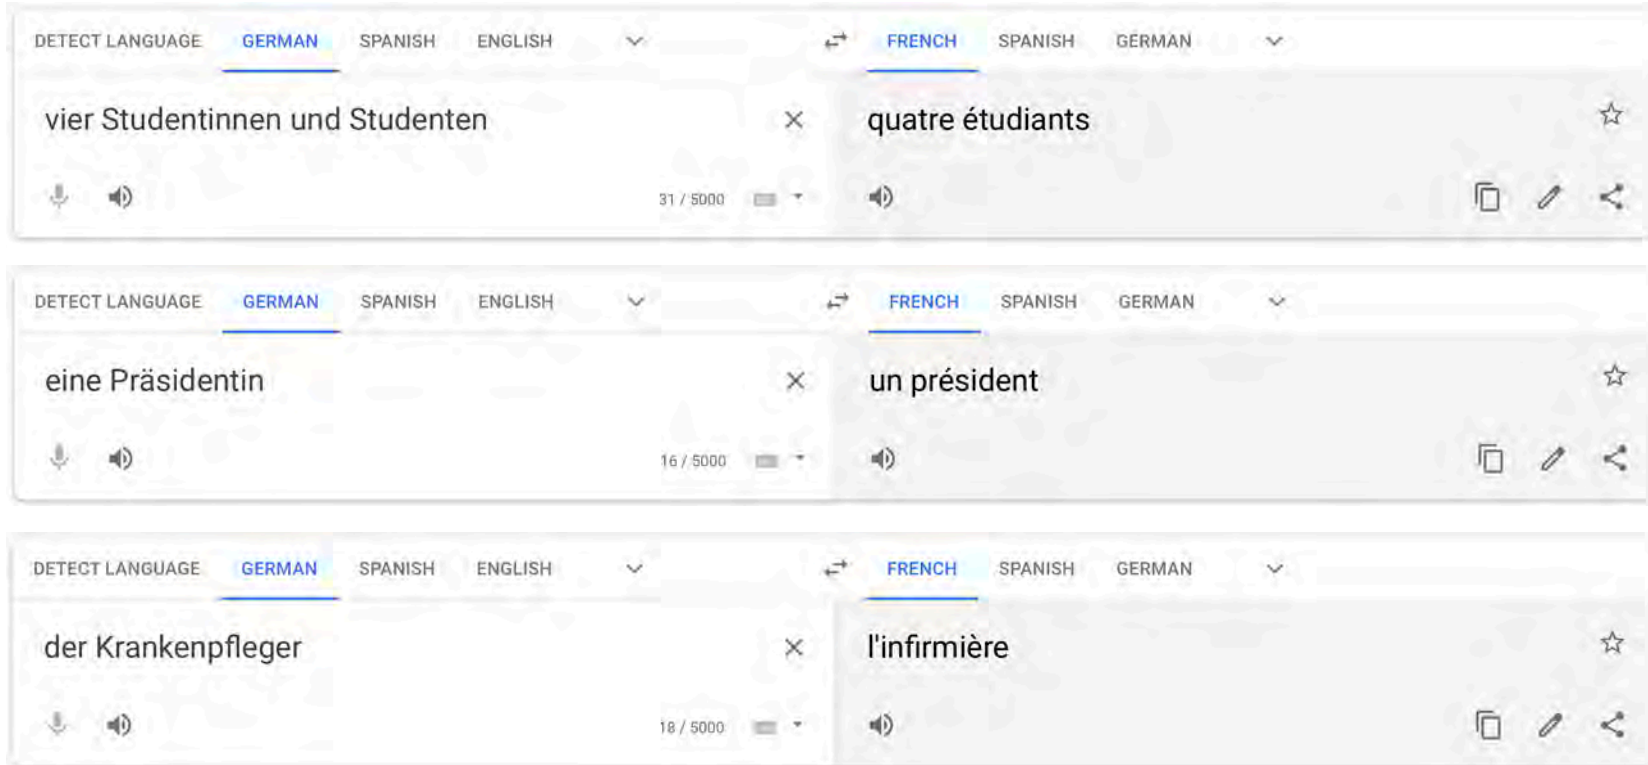 DETECT LANGUAGE GERMAN SPANISH ENGLISH FRENCH SPANISH GERMAN
vier Studentinnen und Studenten quatre étudiants
31 / 5000
DETECT LANGUAGE GERMAN SPANISH ENGLISH FRENCH SPANISH GERMAN
eine Präsidentin un président
16 / 5000
DETECT LANGUAGE GERMAN SPANISH ENGLISH FRENCH SPANISH GERMAN
der Krankenpfleger l'infirmière
18 / 5000